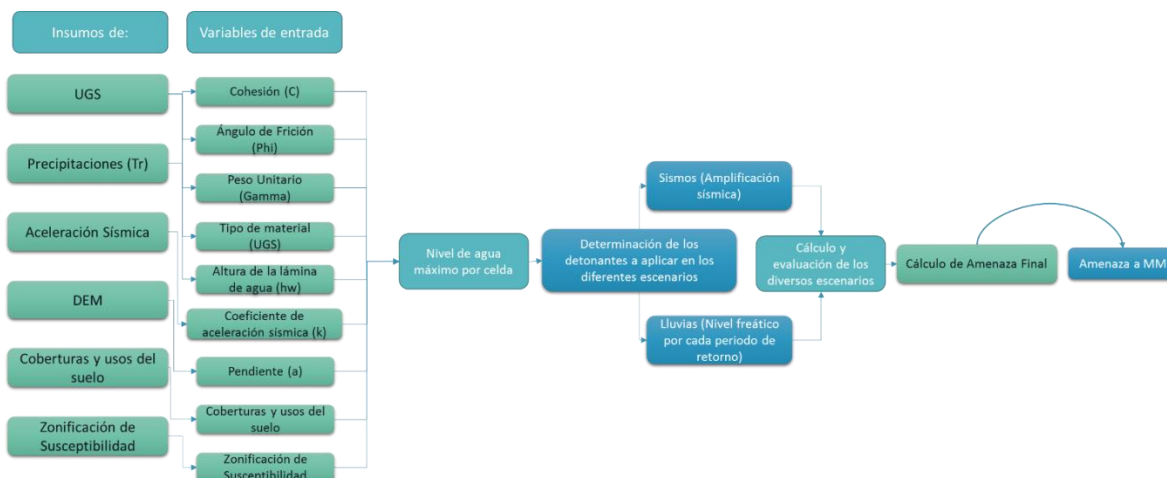 Insumos de:
Variables de entrada
UGS
Precipitaciones (Tr)
Aceleración Sísmica
DEM
Coberturas y usos del
suelo
Zonificación de
Susceptibilidad
Cohesión (C)
Ángulo de Fricción
(Phi)
Peso Unitario
(Gamma)
Tipo de material
(UGS)
Altura de la lámina
de agua (hw)
Coeficiente de
aceleración sísmica (k)
Pendiente (a)
Coberturas y usos del
suelo
Zonificación de
Susceptibilidad
Nivel de agua
máximo por celda
Determinación de los
detonantes a aplicar en los
diferentes escenarios
Sismos (Amplificación
sísmica)
Lluvias (Nivel freático
por cada periodo de
retorno)
Cálculo y
evaluación de los
diversos escenarios
Cálculo de Amenaza Final
Amenaza a MM